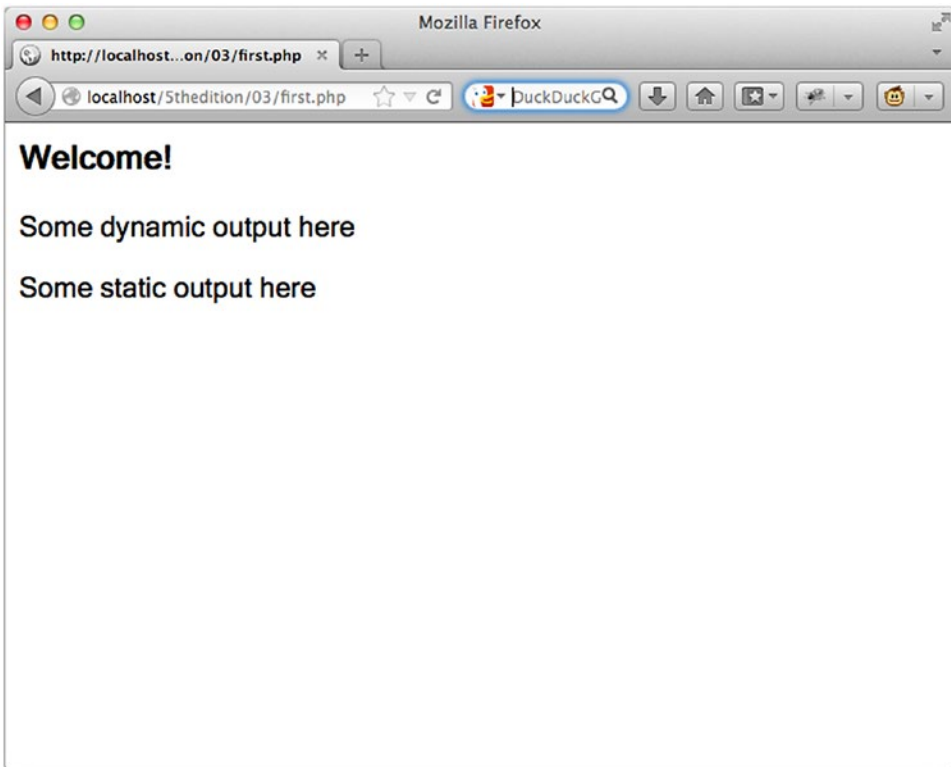 Mozilla Firefox
http://localhost...on/03/first.php
localhost/5thedition/03/first.php
DuckDuckG
Welcome!
Some dynamic output here
Some static output here